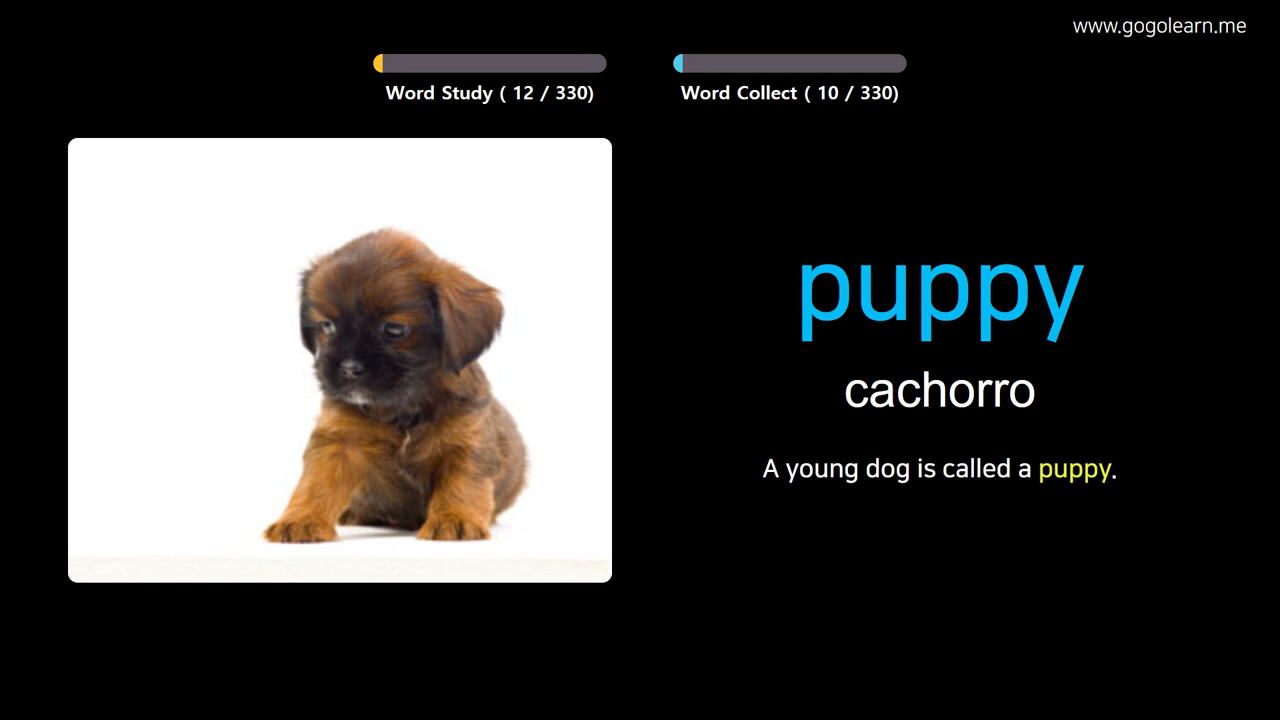 www.gogolearn.me
Word Study ( 12 / 330)
Word Collect ( 10 / 330)
puppy
cachorro
A young dog is called a puppy.